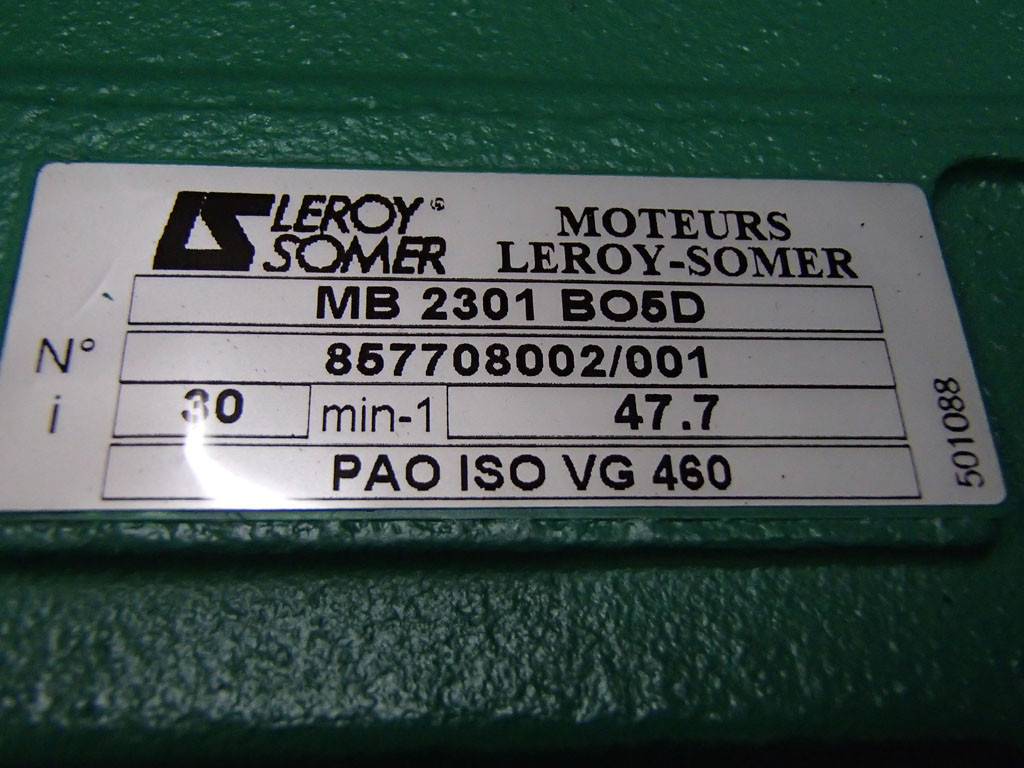 LEROY®
SOMER
MOTEURS
LEROY-SOMER
MB 2301 BO5D
N° 857708002/001
i 30 min-1 47.7
PAO ISO VG 460
501088